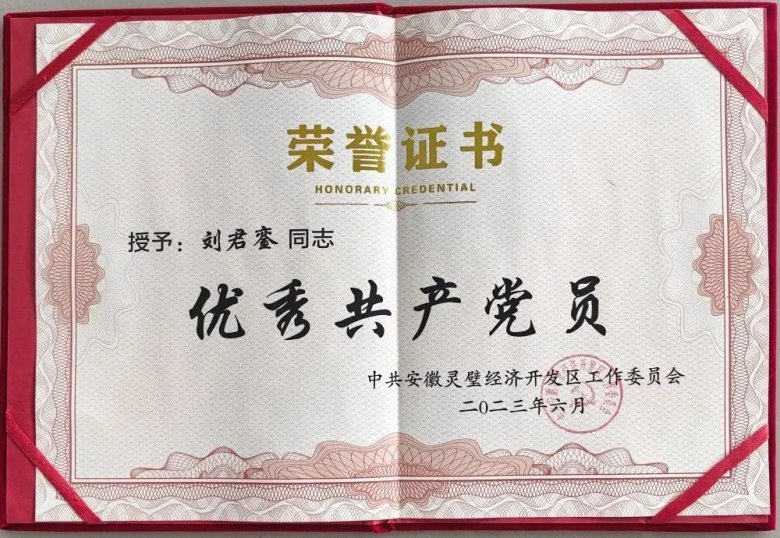 荣誉证书
HONORARY CREDENTIAL
授予：刘君銮 同志
优秀共产党员
中共安徽灵璧经济开发区工作委员会
二〇二三年六月